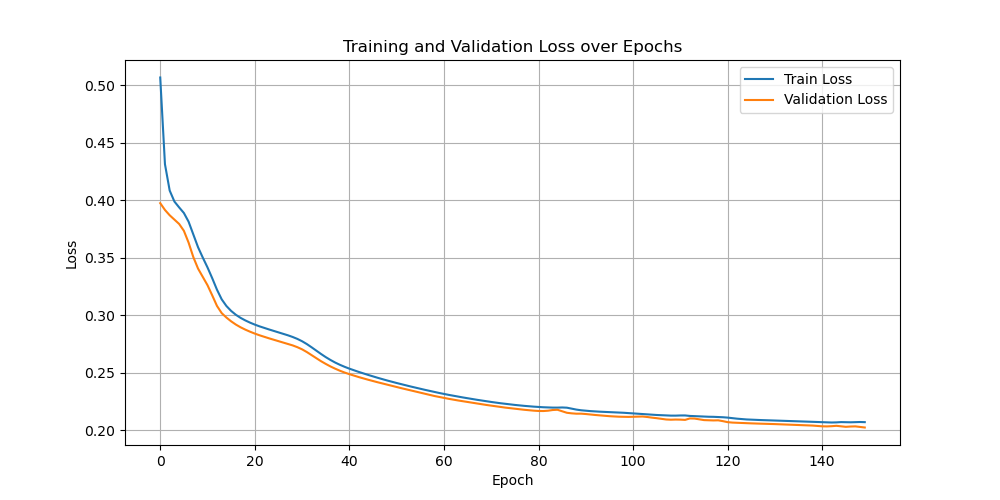 Training and Validation Loss over Epochs
Train Loss
Validation Loss
0.50
0.45
0.40
0.35
0.30
0.25
0.20
Loss
0 20 40 60 80 100 120 140
Epoch